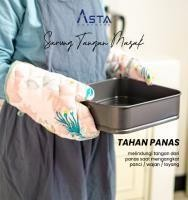 ASTA
Sarung Tangan Masak
TAHAN PANAS
melindungi tangan dari
panas saat mengangkat
panci / wajan / loyang